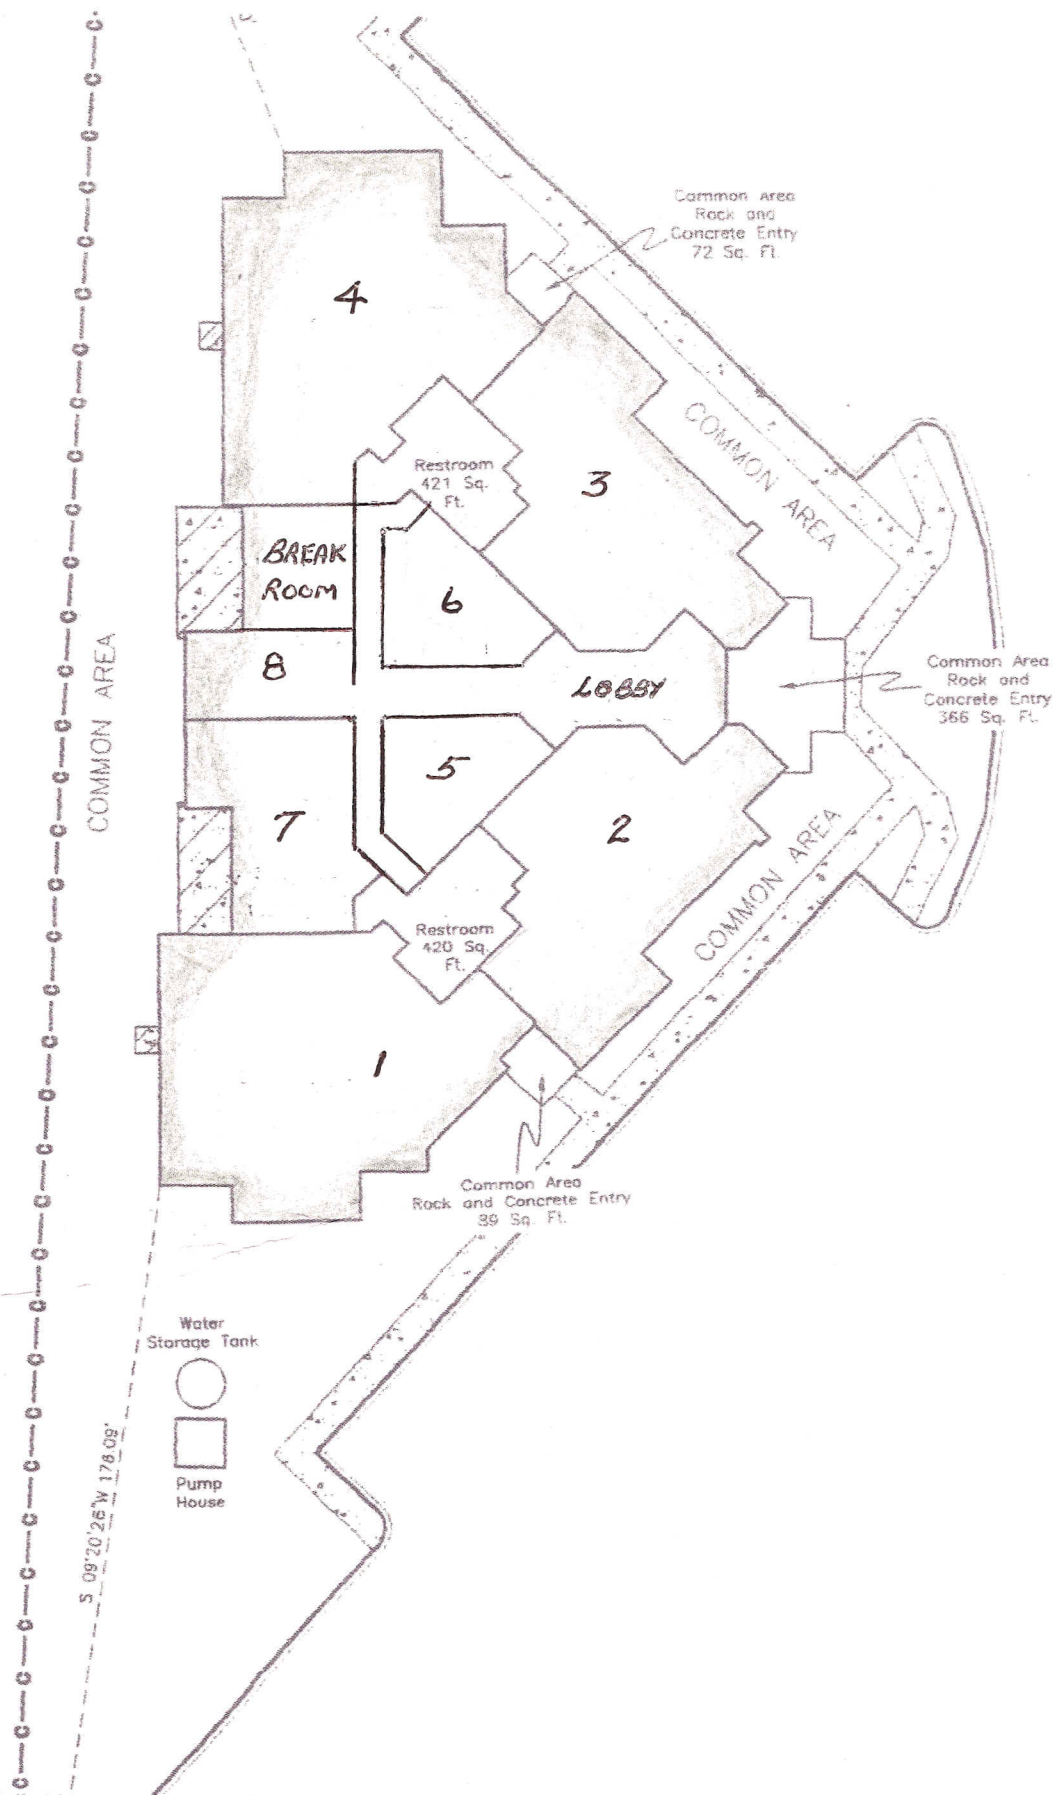 Common Area
Rock and
Concrete Entry
72 Sq. Ft.
4
COMMON AREA
3
Restroom
421 Sq.
Ft.
BREAK
ROOM
6
8
LOBBY
Common Area
Rock and
Concrete Entry
366 Sq. Ft.
COMMON AREA
5
7
2
COMMON AREA
Restroom
420 Sq.
Ft.
1
Common Area
Rock and Concrete Entry
89 Sq. Ft.
Water
Storage Tank
Pump
House
S 09°20'26"W 178.09'